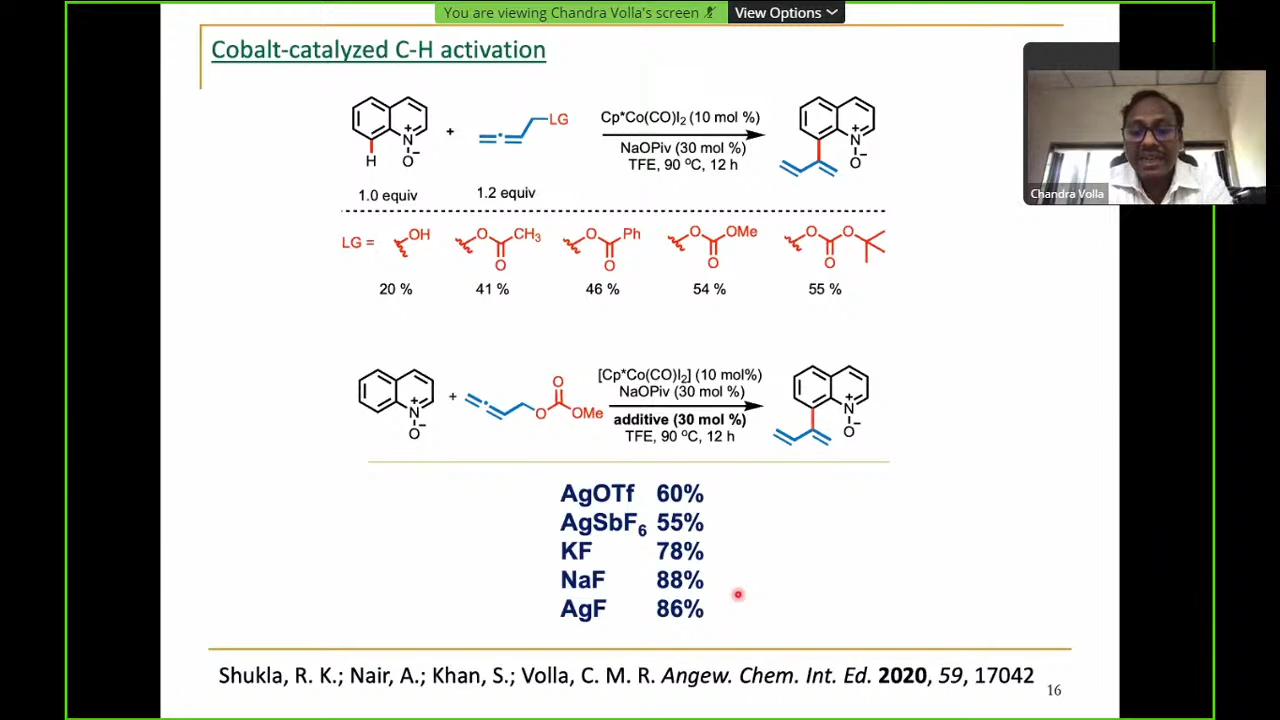 You are viewing Chandra Volla's screen
View Options
Cobalt-catalyzed C-H activation
Chandra Volla
H
N
+
O
−
+
LG
Cp*Co(CO)I₂ (10 mol %)
NaOPiv (30 mol %)
TFE, 90 ºC, 12 h
N
+
O
−
1.0 equiv
1.2 equiv
LG =
OH
O
CH₃
O
O
Ph
O
O
OMe
O
O
O
O
20 %
41 %
46 %
54 %
55 %
N
+
O
−
+
O
O
OMe
[Cp*Co(CO)I₂] (10 mol%)
NaOPiv (30 mol %)
additive (30 mol %)
TFE, 90 ºC, 12 h
N
+
O
−
AgOTf 60%
AgSbF₆ 55%
KF 78%
NaF 88%
AgF 86%
Shukla, R. K.; Nair, A.; Khan, S.; Volla, C. M. R. Angew. Chem. Int. Ed. 2020, 59, 17042
16